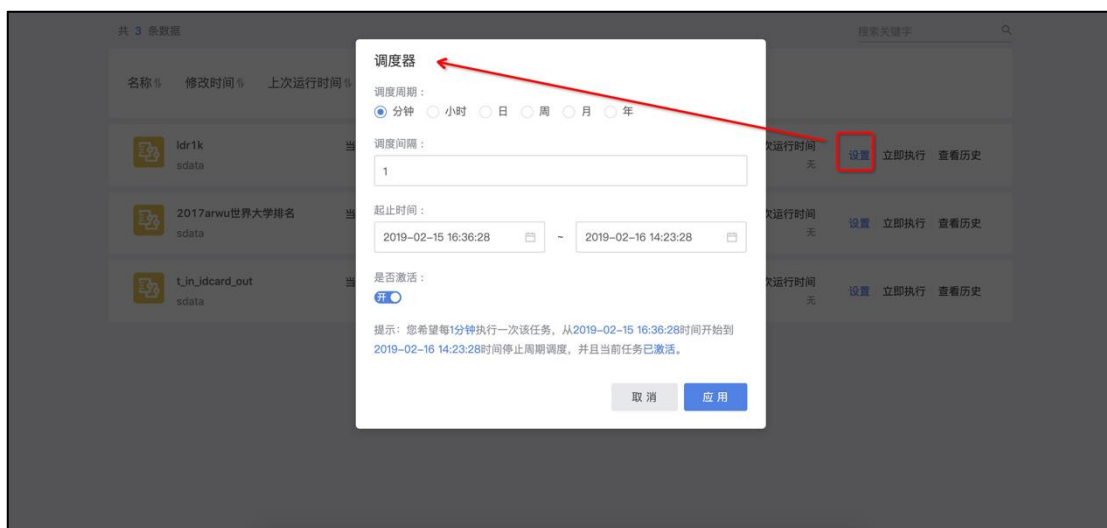 共 3 条数据
搜索关键字
名称 修改时间 上次运行时间
ldr1k
sdata
当
次运行时间
无
设置 立即执行 查看历史
2017arwu世界大学排名
sdata
当
次运行时间
无
设置 立即执行 查看历史
t_in_idcard_out
sdata
当
次运行时间
无
设置 立即执行 查看历史
调度器
调度周期：
分钟 小时 日 周 月 年
调度间隔：
1
起止时间：
2019-02-15 16:36:28 ~ 2019-02-16 14:23:28
是否激活：
开
提示：您希望每1分钟执行一次该任务，从2019-02-15 16:36:28时间开始到
2019-02-16 14:23:28时间停止周期调度，并且当前任务已激活。
取消 应用